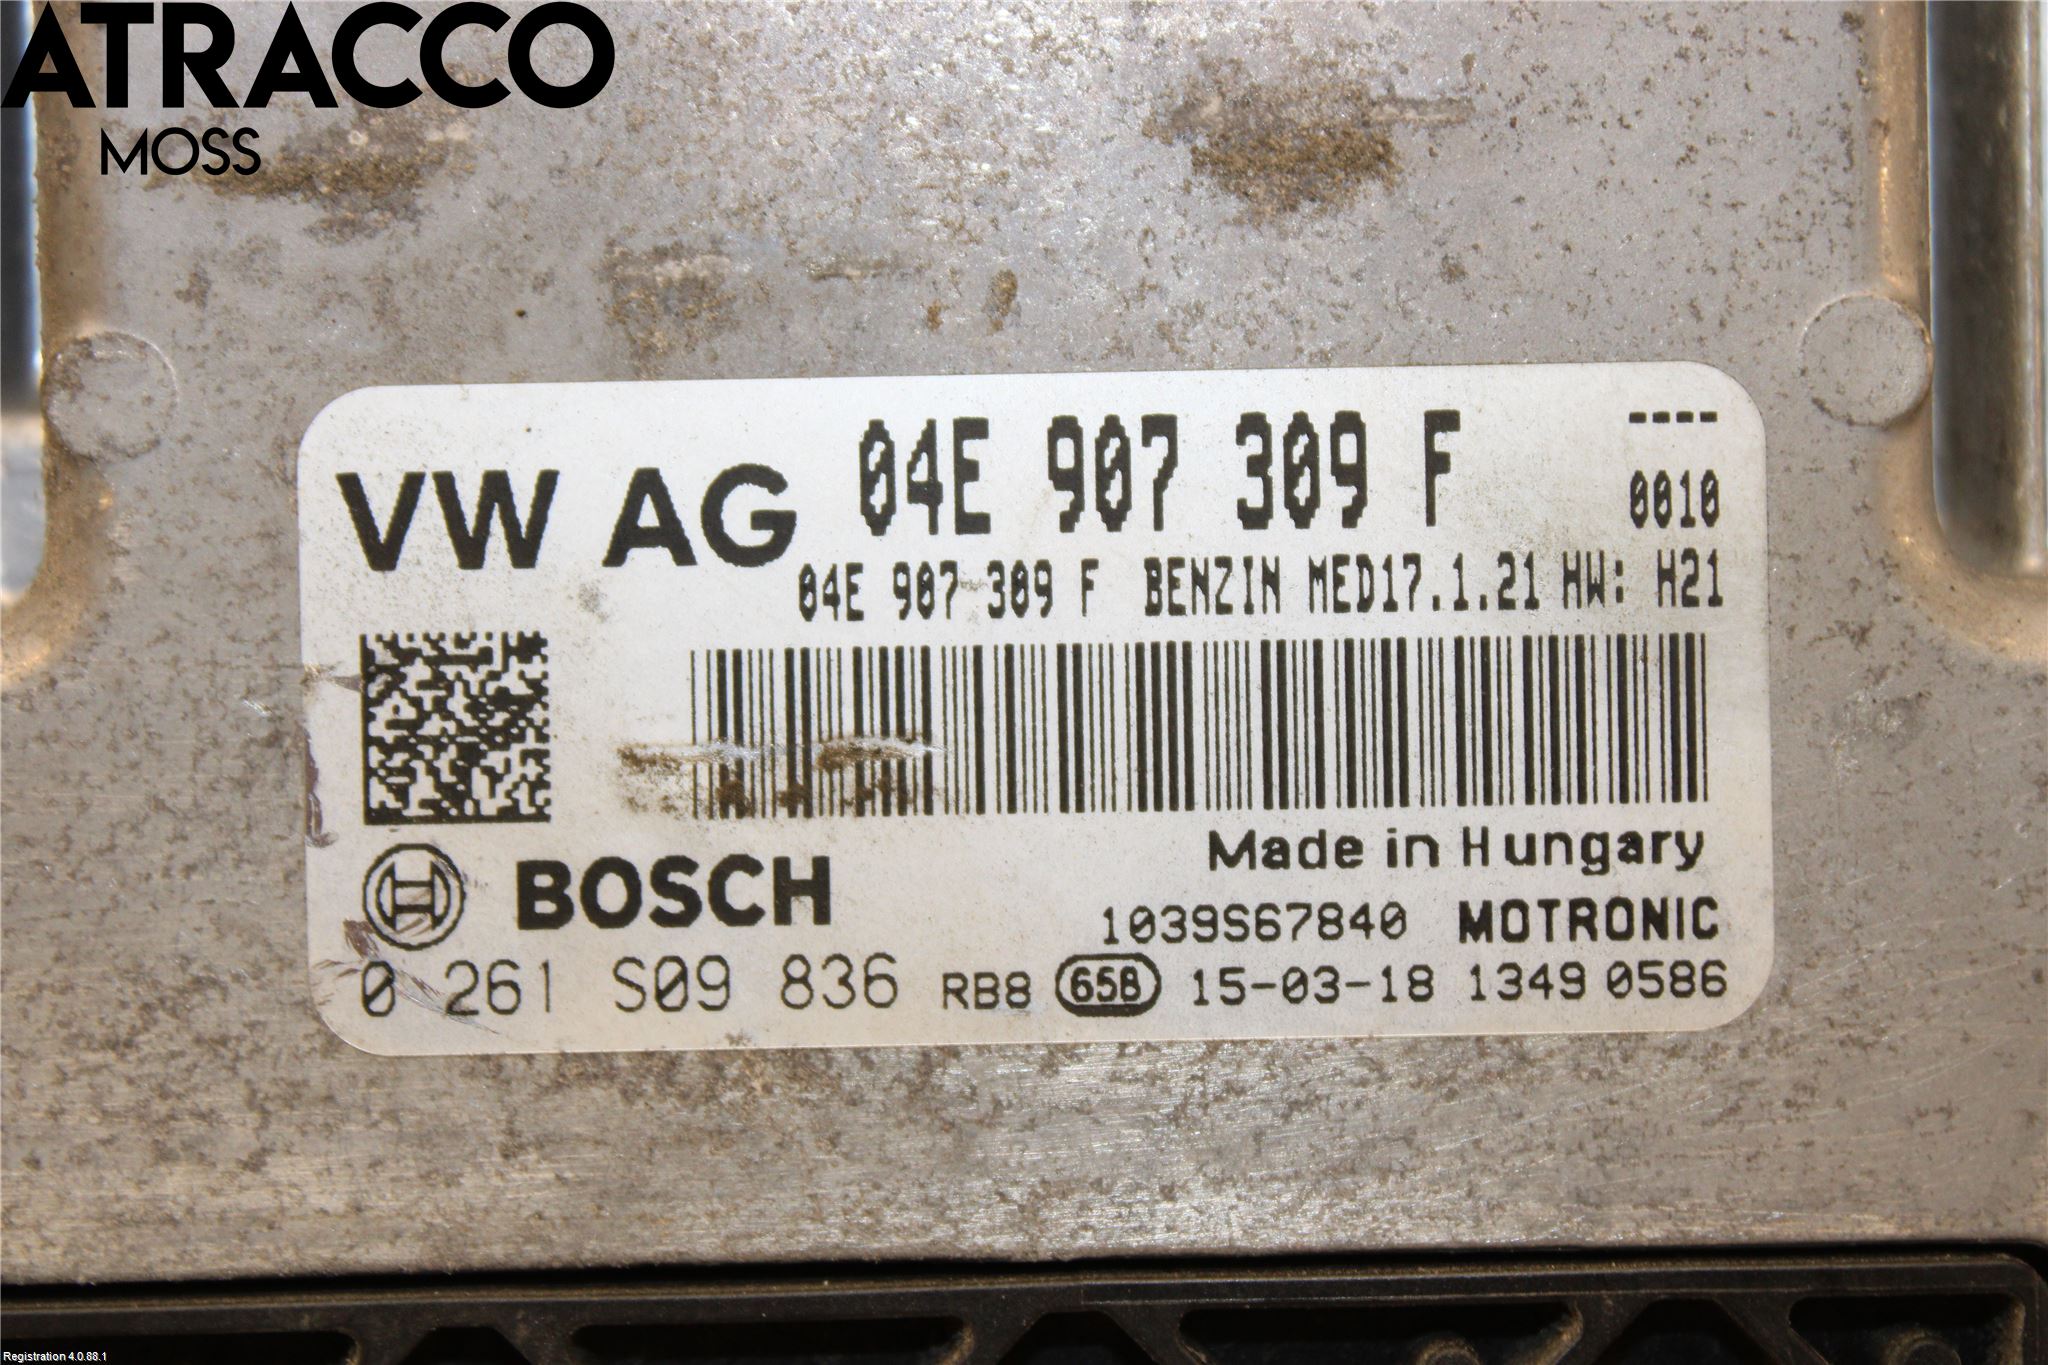 ATRACCO
MOSS
VW AG 04E 907 309 F ----
0010
04E 907 309 F BENZIN MED17.1.21 HW: H21
Made in Hungary
BOSCH
1039S67840 MOTRONIC
0 261 S09 836 RB8 65B 15-03-18 1349 0586
Registration 4.0.88.1